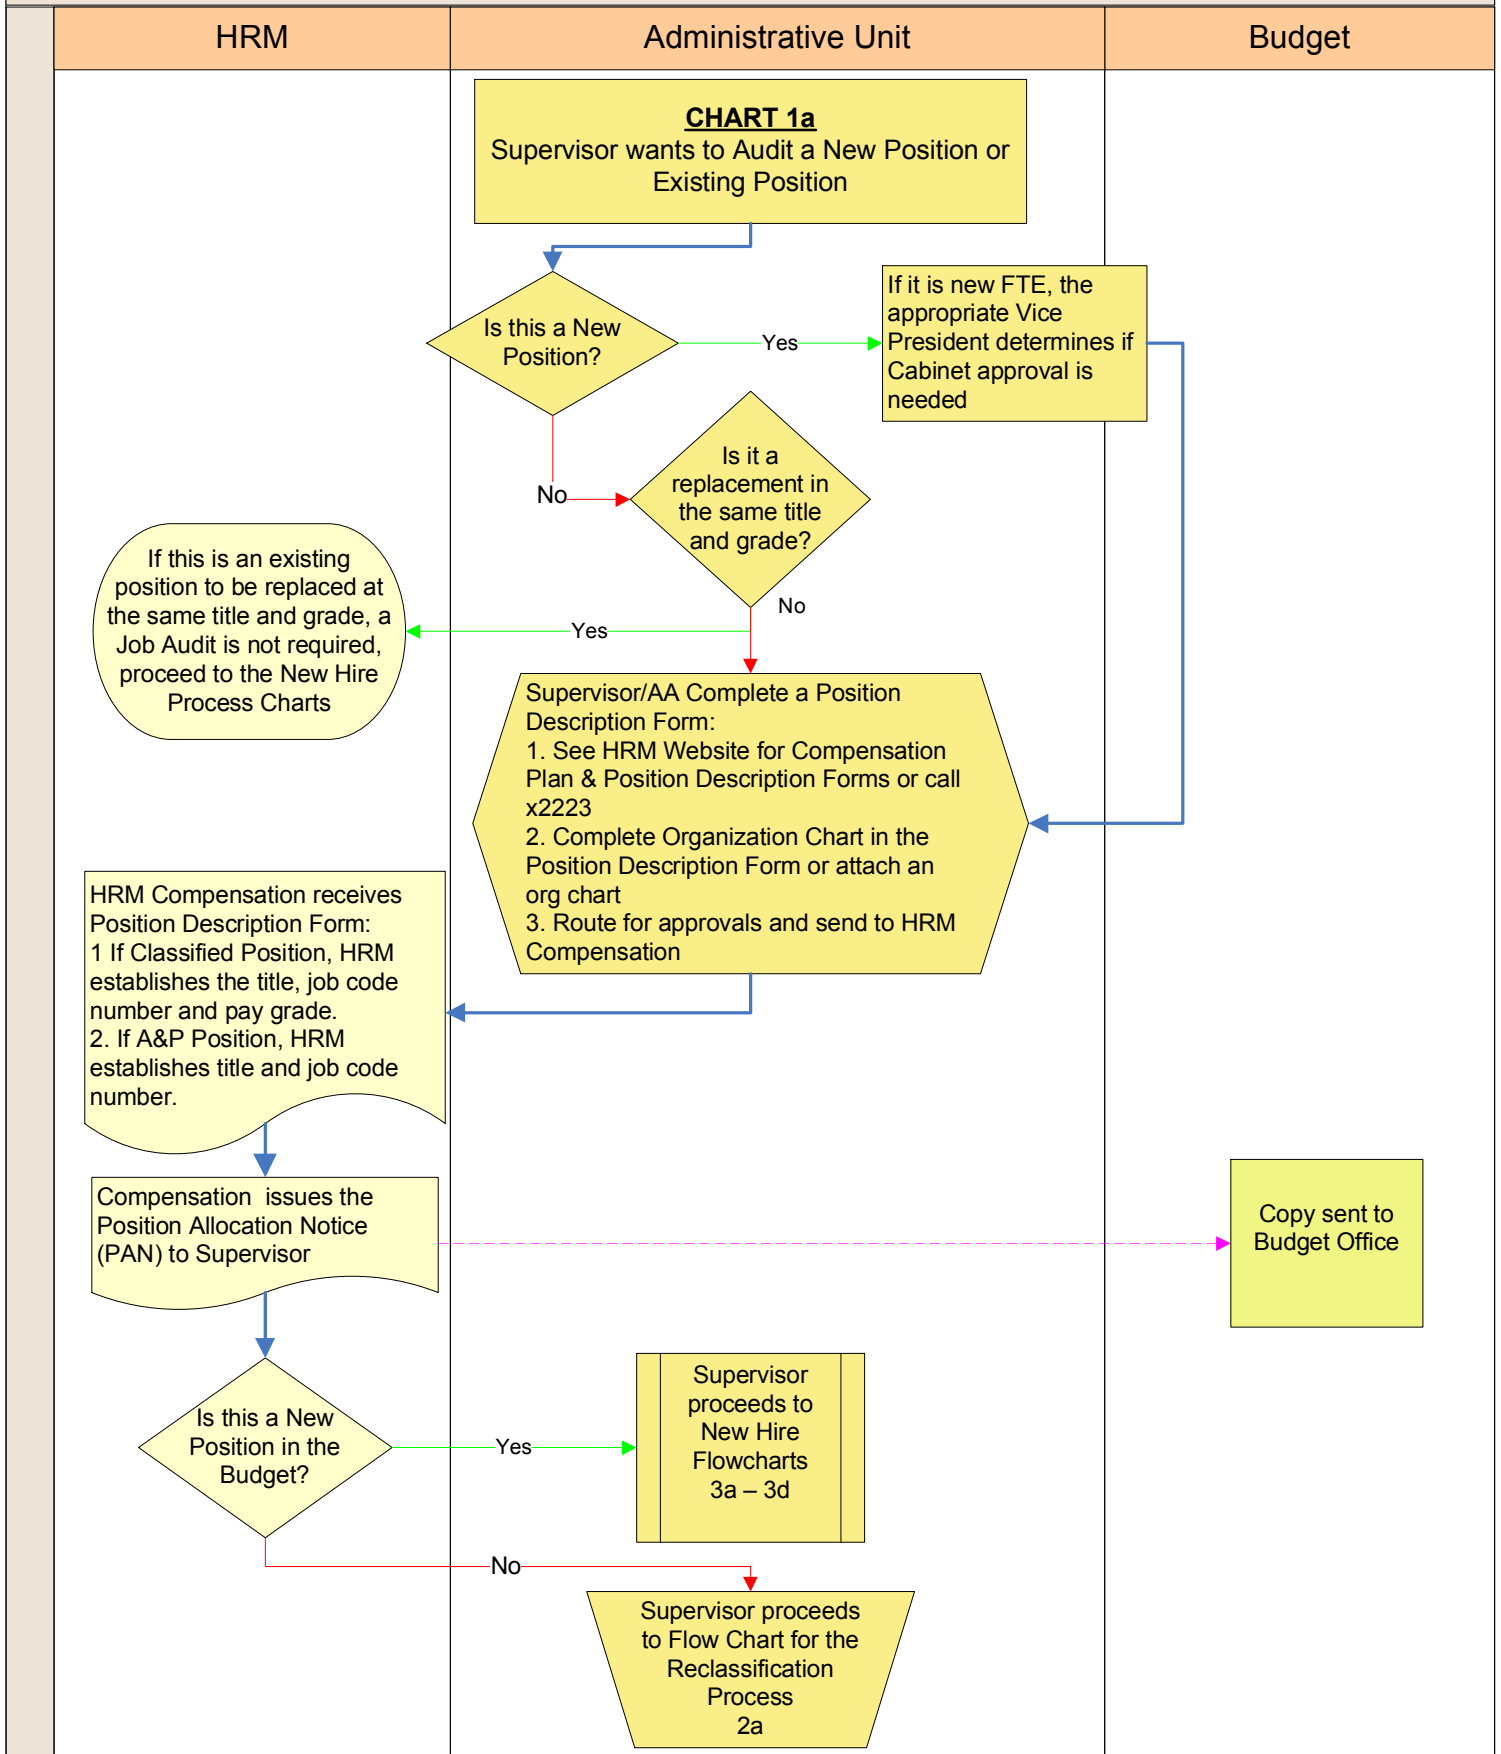 HRM
Administrative Unit
Budget
CHART 1a
Supervisor wants to Audit a New Position or
Existing Position
Is this a New
Position?
Yes
If it is new FTE, the
appropriate Vice
President determines if
Cabinet approval is
needed
No
Is it a
replacement in
the same title
and grade?
No
Yes
If this is an existing
position to be replaced at
the same title and grade, a
Job Audit is not required,
proceed to the New Hire
Process Charts
Supervisor/AA Complete a Position
Description Form:
1. See HRM Website for Compensation
Plan & Position Description Forms or call
x2223
2. Complete Organization Chart in the
Position Description Form or attach an
org chart
3. Route for approvals and send to HRM
Compensation
HRM Compensation receives
Position Description Form:
1 If Classified Position, HRM
establishes the title, job code
number and pay grade.
2. If A&P Position, HRM
establishes title and job code
number.
Compensation  issues the
Position Allocation Notice
(PAN) to Supervisor
Copy sent to
Budget Office
Is this a New
Position in the
Budget?
Yes
Supervisor
proceeds to
New Hire
Flowcharts
3a – 3d
No
Supervisor proceeds
to Flow Chart for the
Reclassification
Process
2a